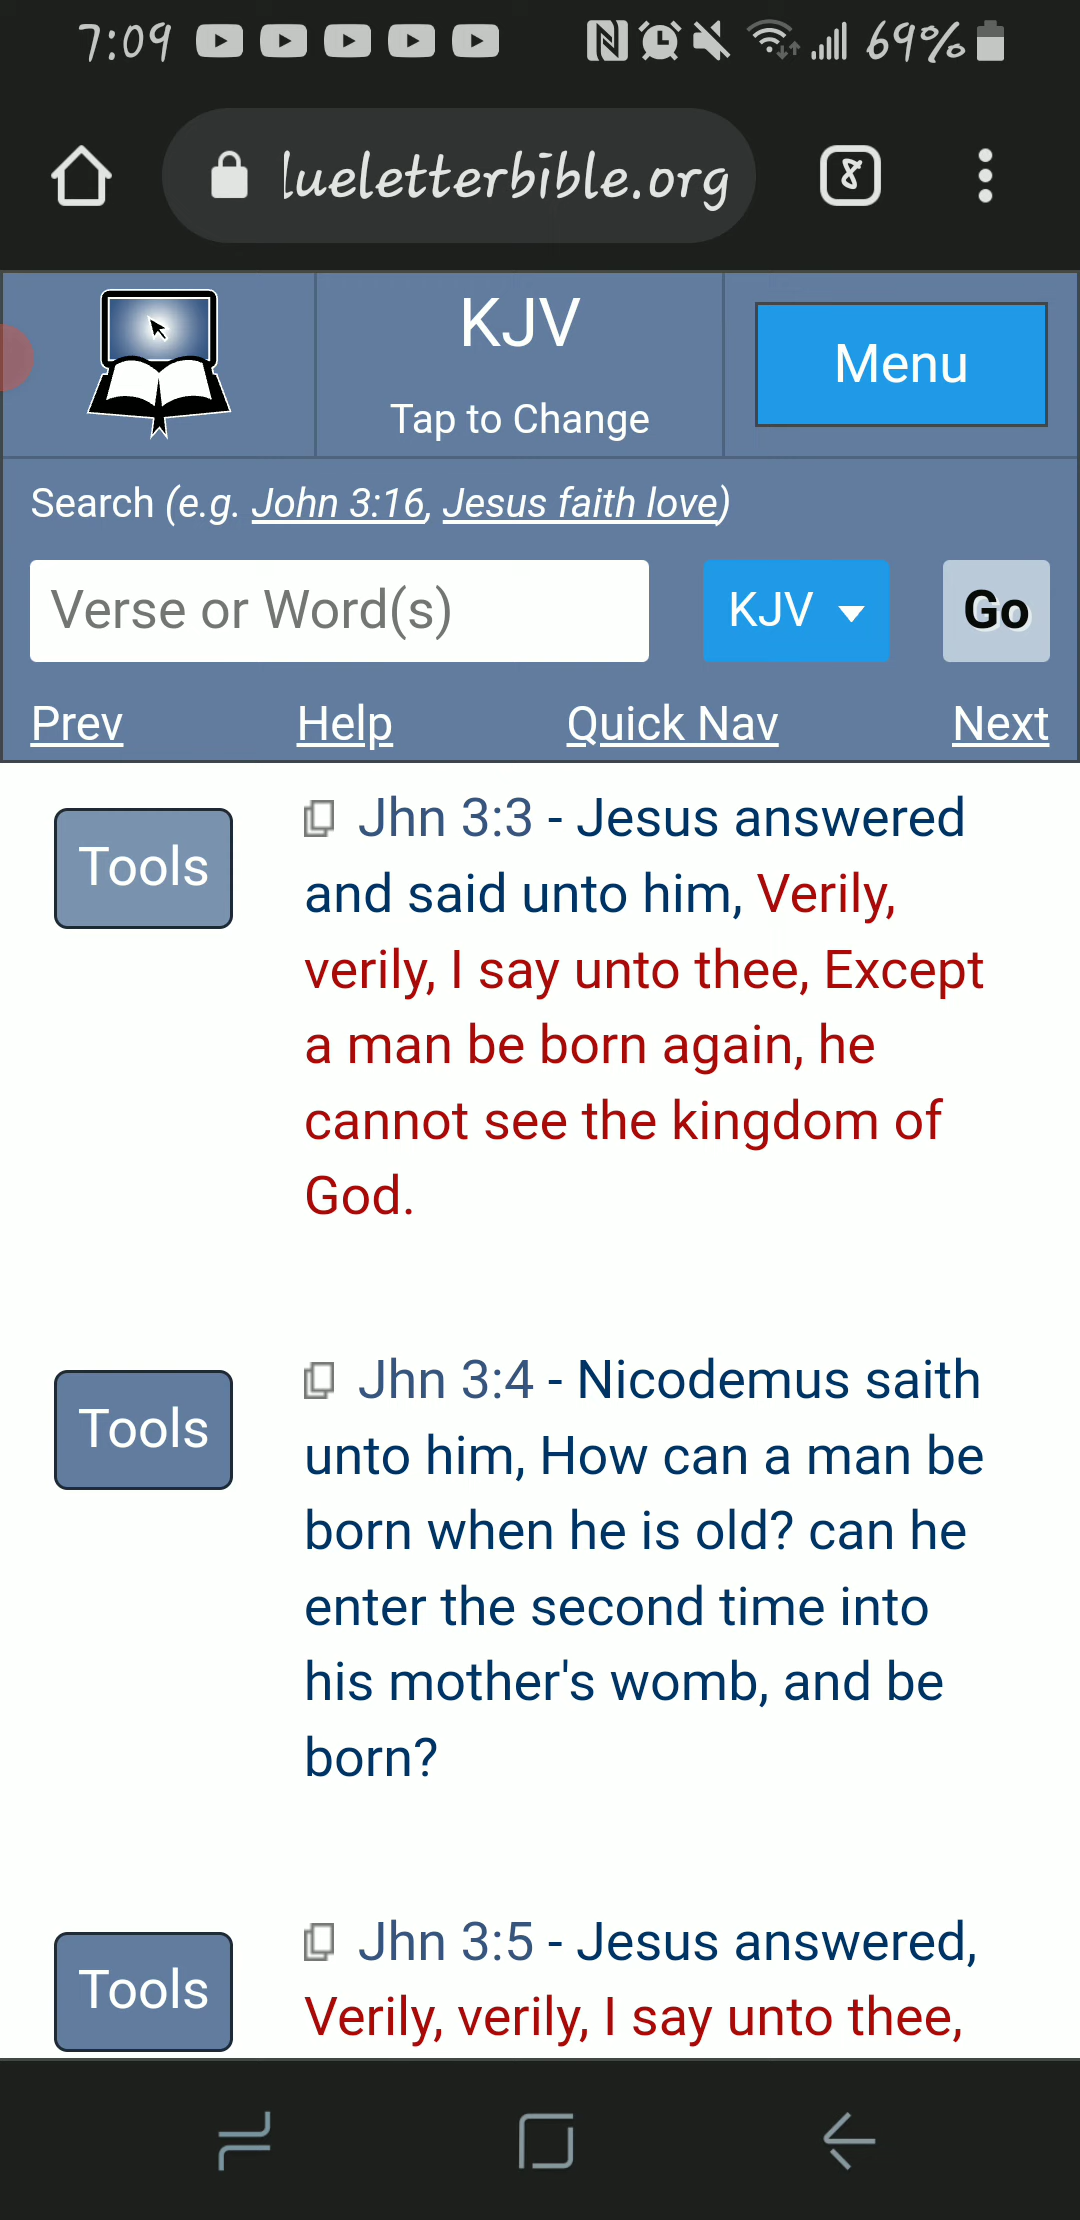 7:09 69%
lueletterbible.org 8
KJV
Tap to Change
Menu
Search (e.g. John 3:16, Jesus faith love)
Verse or Word(s) KJV Go
Prev Help Quick Nav Next
Tools
Jhn 3:3 - Jesus answered
and said unto him, Verily,
verily, I say unto thee, Except
a man be born again, he
cannot see the kingdom of
God.
Tools
Jhn 3:4 - Nicodemus saith
unto him, How can a man be
born when he is old? can he
enter the second time into
his mother's womb, and be
born?
Tools
Jhn 3:5 - Jesus answered,
Verily, verily, I say unto thee,